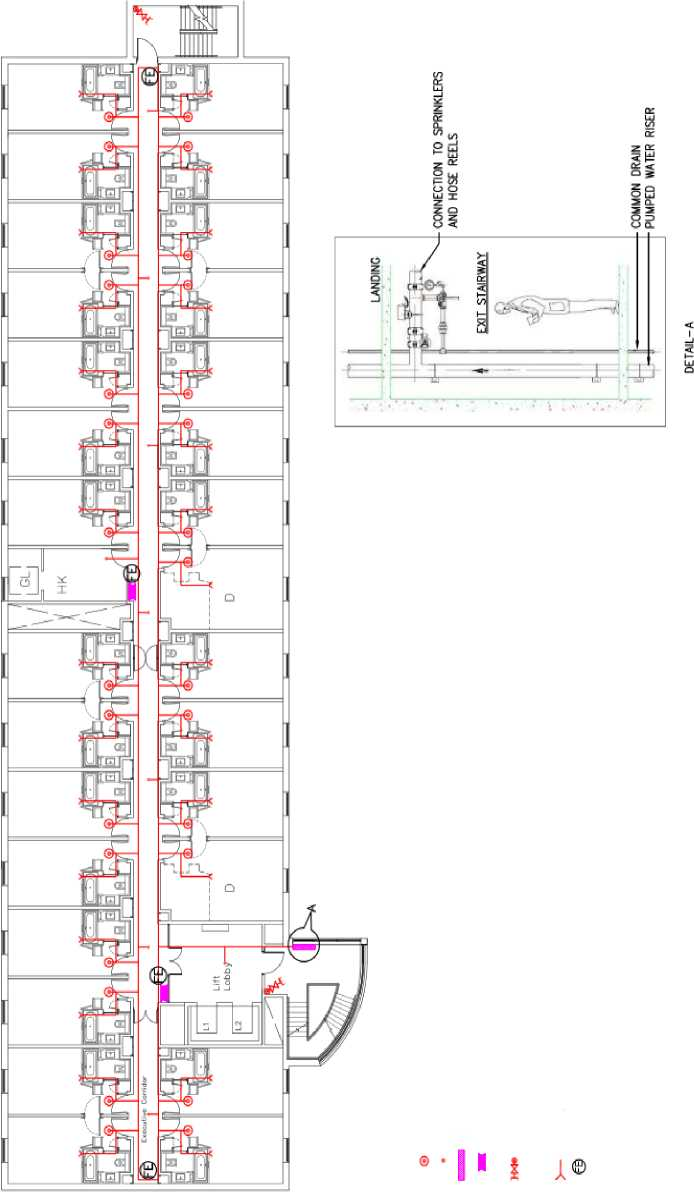 FE
GL
HK
FE
D
D
A
FE
Lift
Lobby
L1
L2
Executive Corridor
FE
CONNECTION TO SPRINKLERS
AND HOSE REELS
LANDING
EXIT STAIRWAY
COMMON DRAIN
PUMPED WATER RISER
DETAIL-A
FE